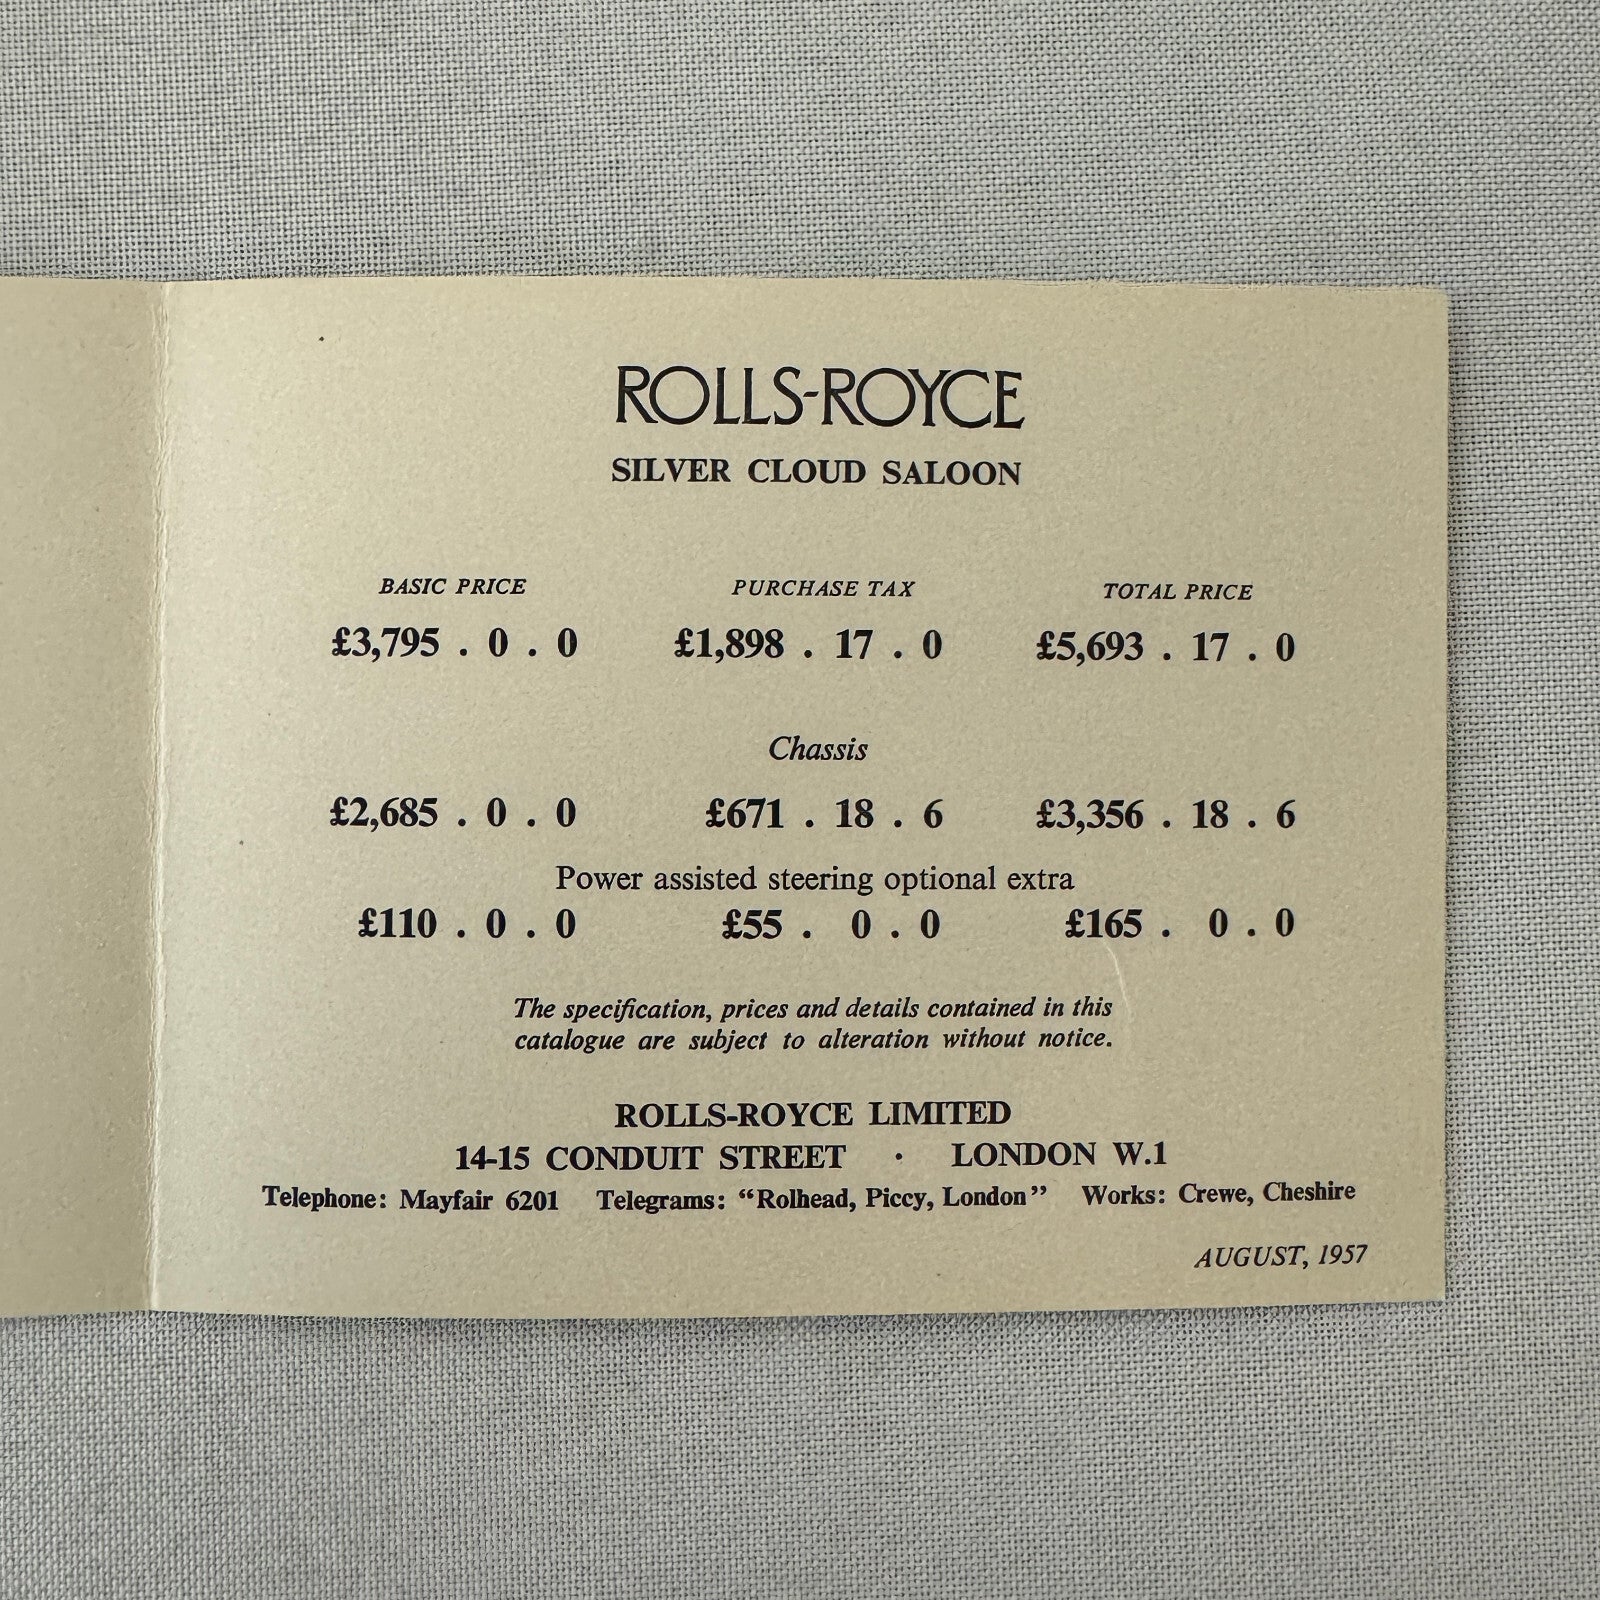 ROLLS-ROYCE
SILVER CLOUD SALOON
BASIC PRICE PURCHASE TAX TOTAL PRICE
£3,795 . 0 . 0 £1,898 . 17 . 0 £5,693 . 17 . 0
Chassis
£2,685 . 0 . 0 £671 . 18 . 6 £3,356 . 18 . 6
Power assisted steering optional extra
£110 . 0 . 0 £55 . 0 . 0 £165 . 0 . 0
The specification, prices and details contained in this
catalogue are subject to alteration without notice.
ROLLS-ROYCE LIMITED
14-15 CONDUIT STREET · LONDON W.1
Telephone: Mayfair 6201 Telegrams: “Rolhead, Piccy, London” Works: Crewe, Cheshire
AUGUST, 1957